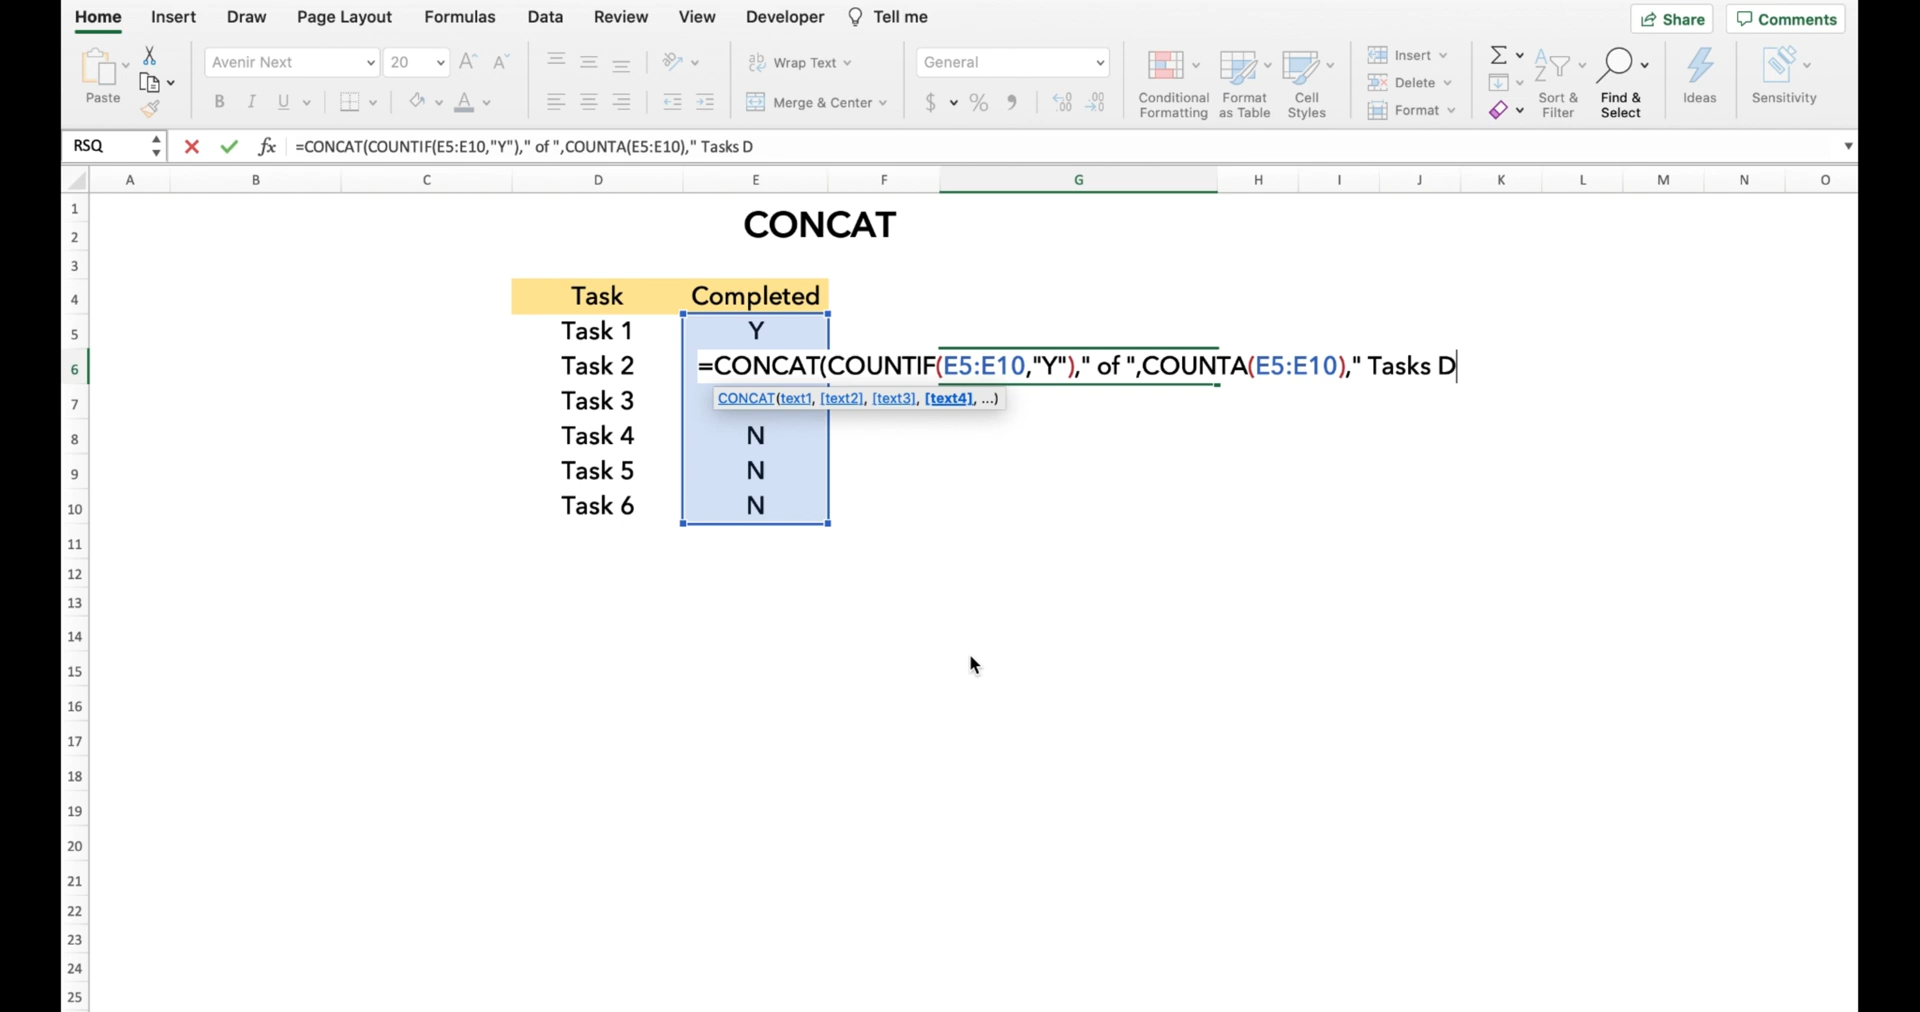 Home Insert Draw Page Layout Formulas Data Review View Developer Tell me Share Comments
Paste Avenir Next 20 Wrap Text General Insert
B I U Merge & Center $ % Conditional Formatting Format as Table Cell Styles Delete Format Sort & Filter Find & Select Ideas Sensitivity
RSQ fx =CONCAT(COUNTIF(E5:E10,"Y")," of ",COUNTA(E5:E10)," Tasks D
A B C D E F G H I J K L M N O
1
CONCAT
2
3
4 Task Completed
5 Task 1 Y
6 Task 2 =CONCAT(COUNTIF(E5:E10,"Y")," of ",COUNTA(E5:E10)," Tasks D
7 Task 3 CONCAT(text1, [text2], [text3], [text4], ...)
8 Task 4 N
9 Task 5 N
10 Task 6 N
11
12
13
14
15
16
17
18
19
20
21
22
23
24
25